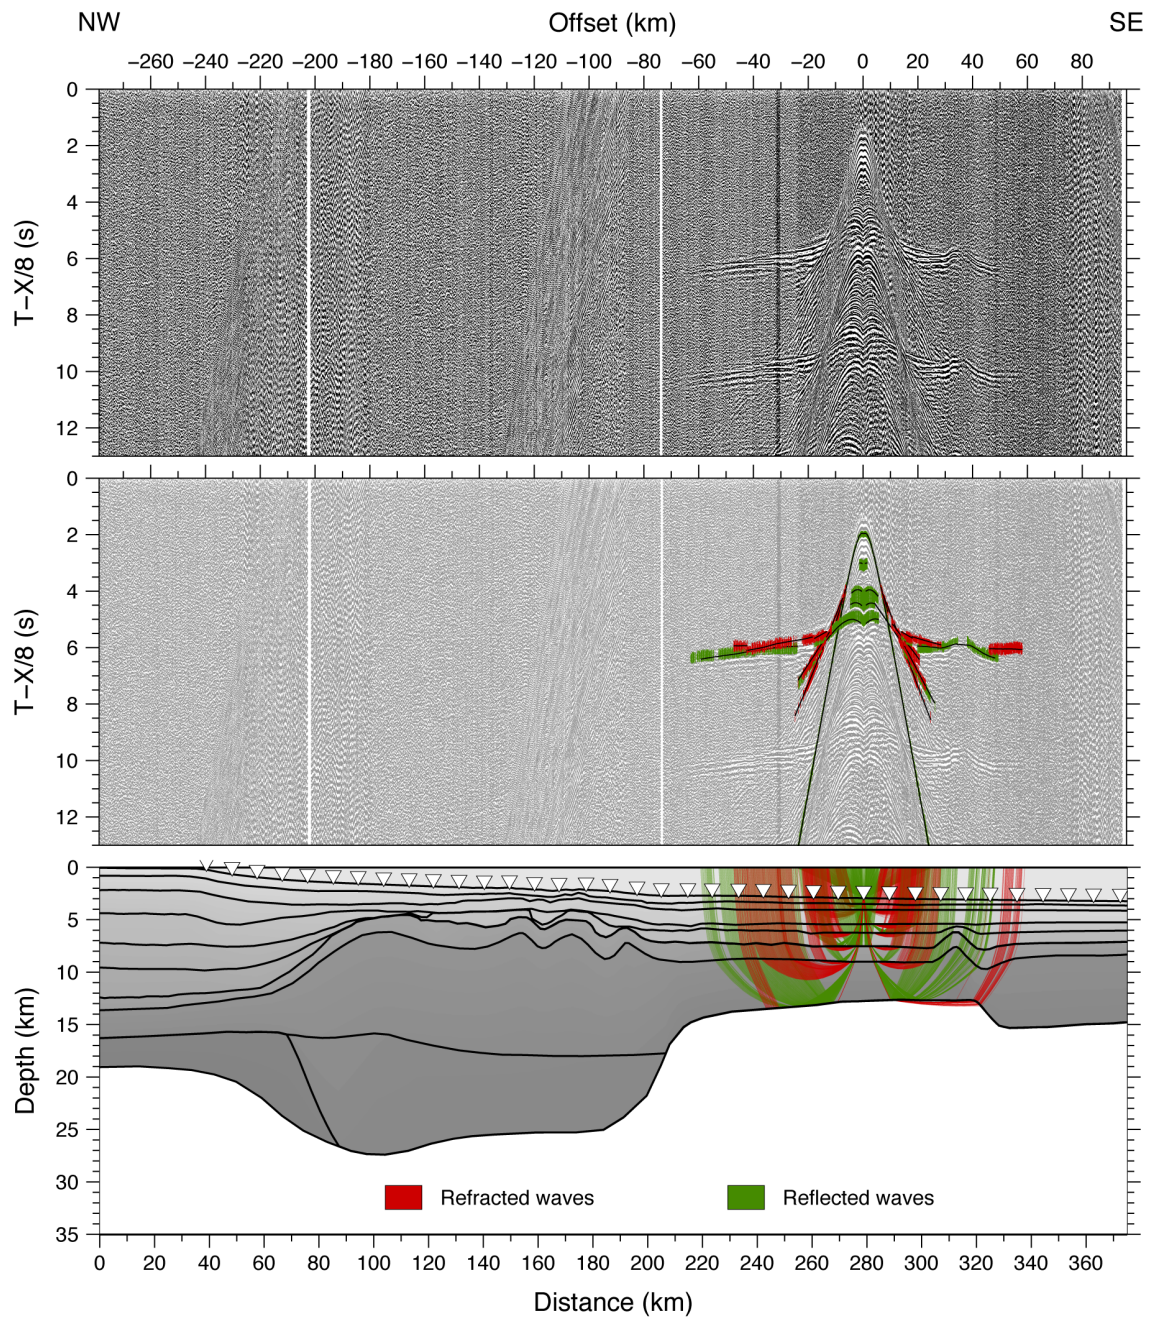 NW Offset (km) SE
−260 −240 −220 −200 −180 −160 −140 −120 −100 −80 −60 −40 −20 0 20 40 60 80
0
2
4
6
8
10
12
T−X/8 (s)
0
2
4
6
8
10
12
T−X/8 (s)
0
5
10
15
20
25
30
35
Depth (km)
Refracted waves Reflected waves
0 20 40 60 80 100 120 140 160 180 200 220 240 260 280 300 320 340 360
Distance (km)